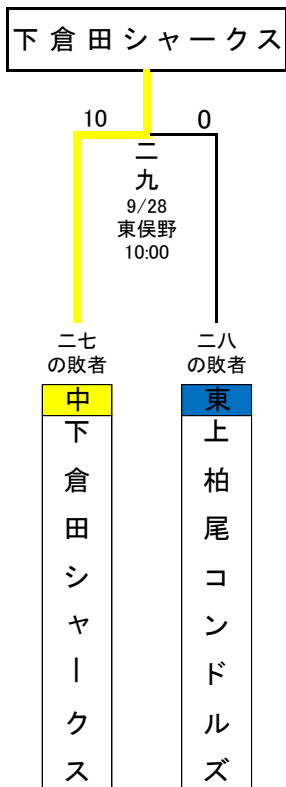 下倉田シャークス
10
0
二九
9/28
東俣野
10:00
二七
の敗者
二八
の敗者
中
下倉田シャークス
東
上柏尾コンドルズ